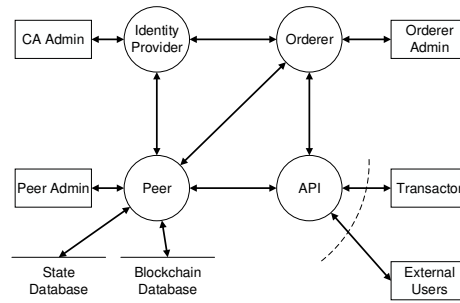 CA Admin
Identity
Provider
Orderer
Orderer
Admin
Peer Admin
Peer
API
Transactor
State
Database
Blockchain
Database
External
Users